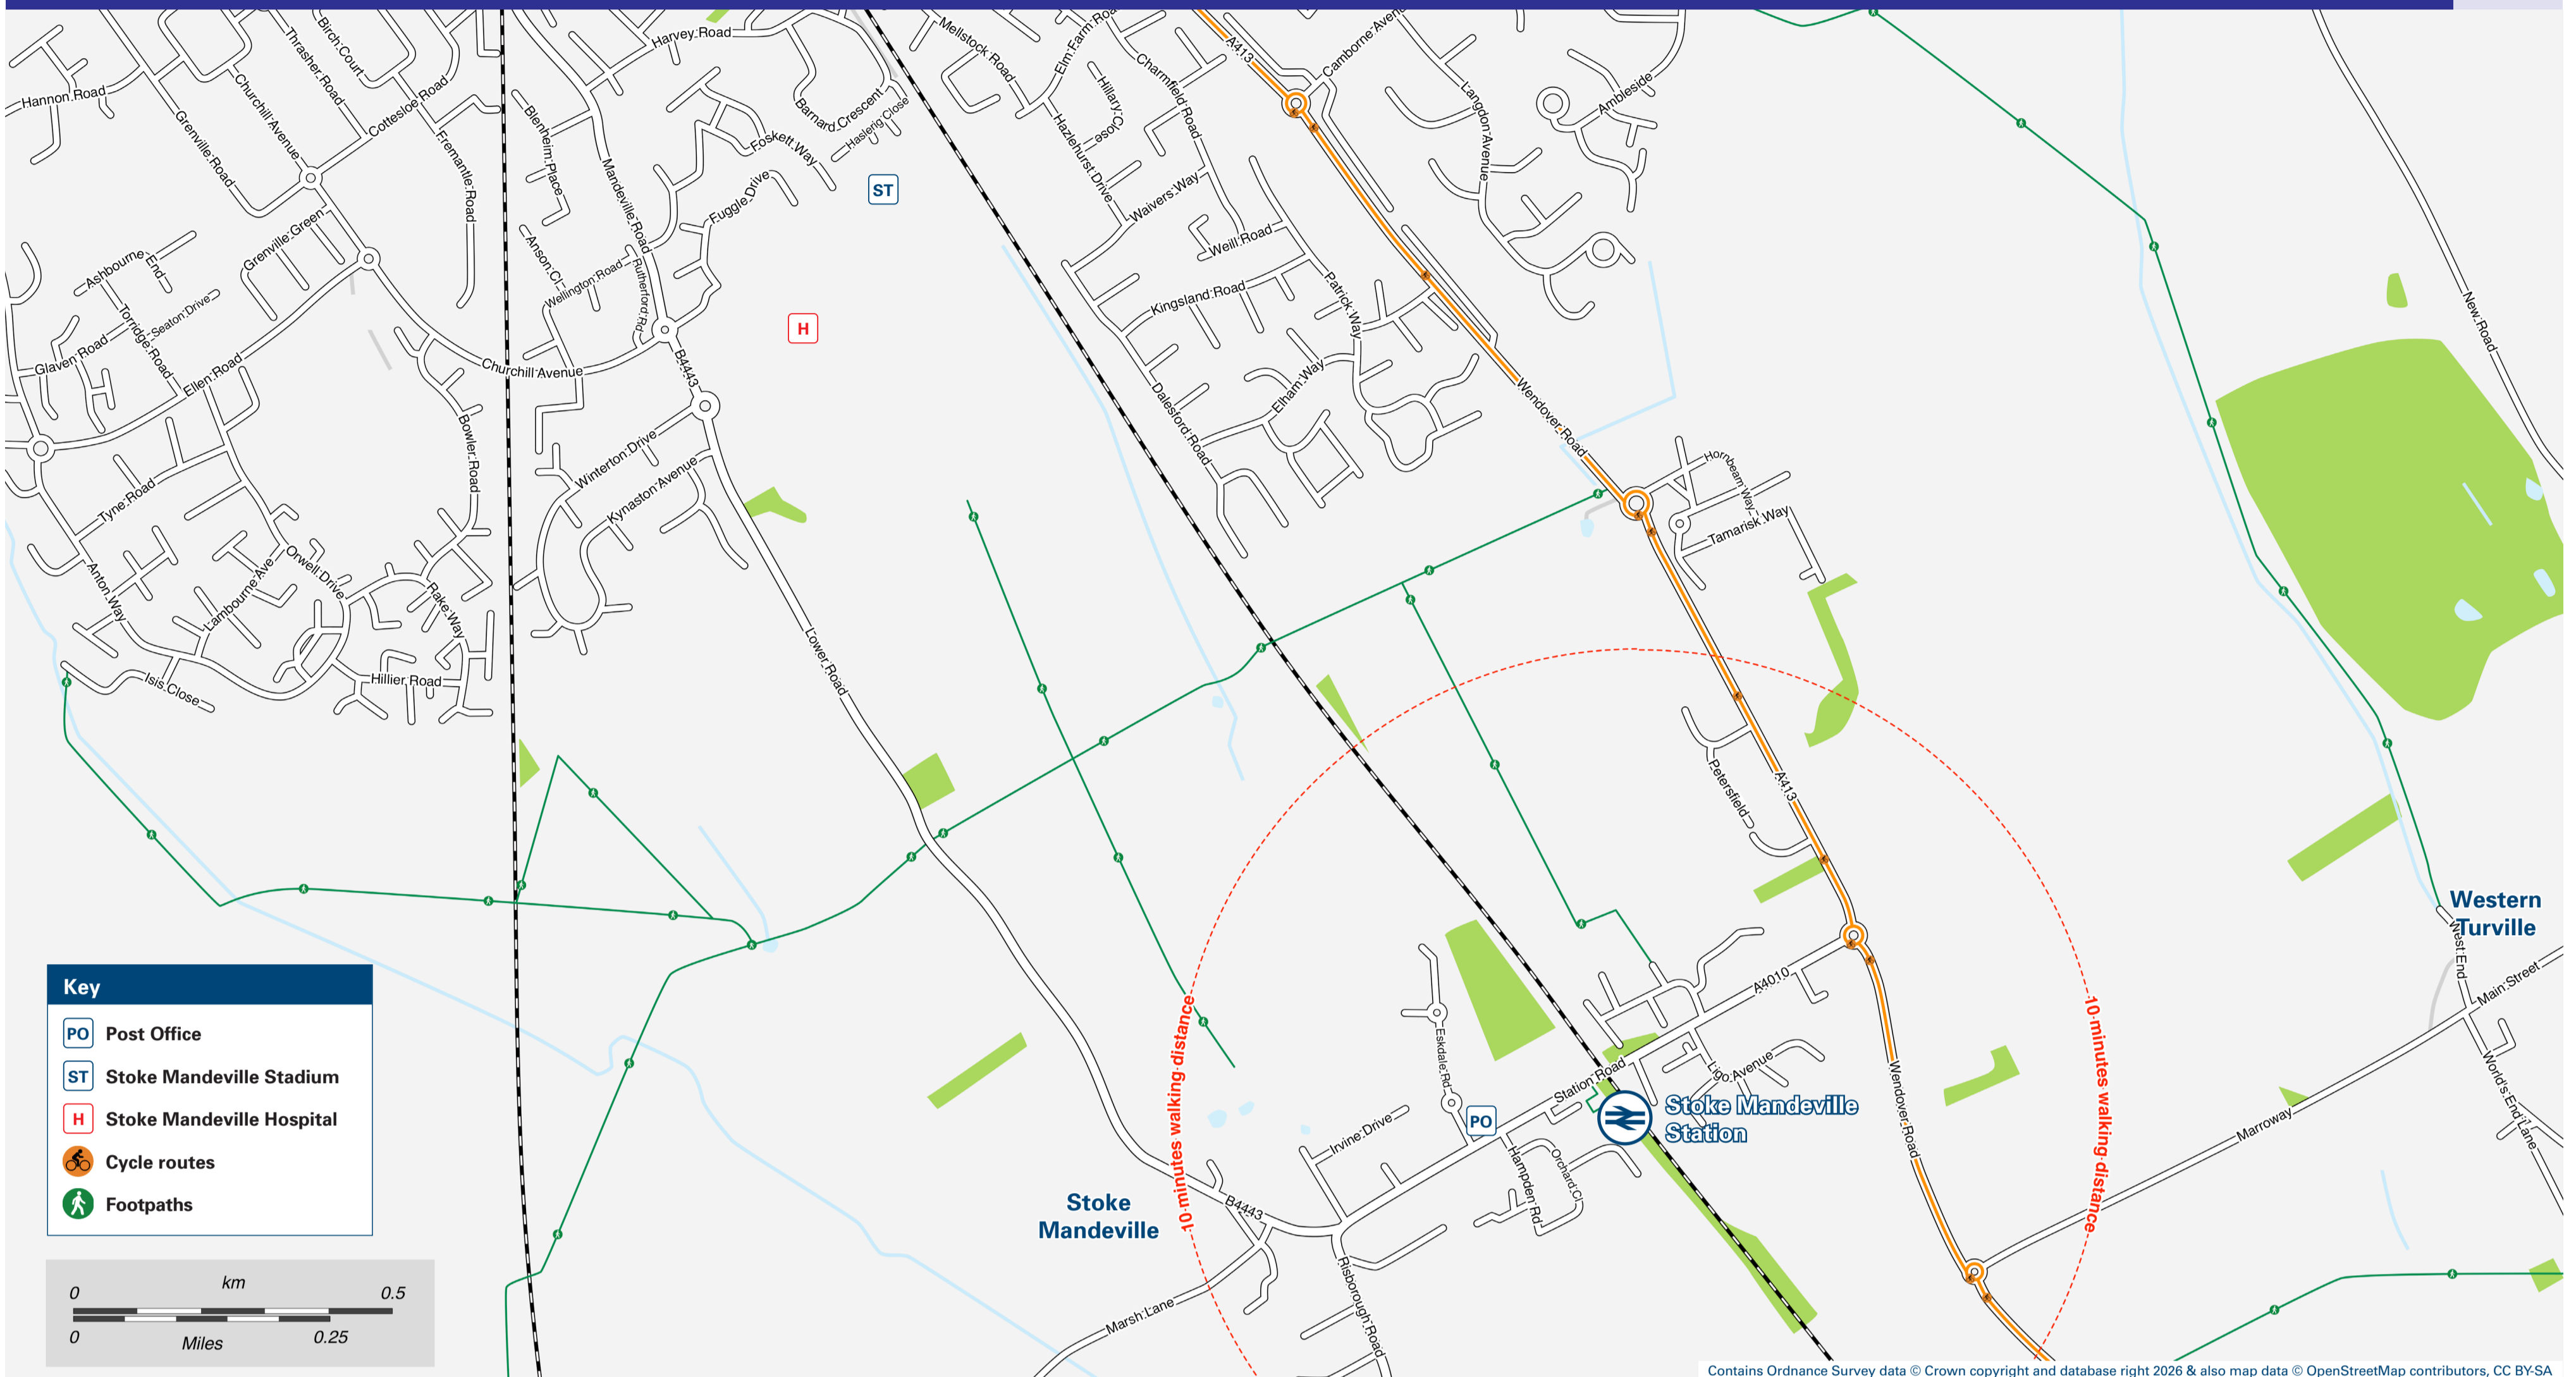 Hannon Road
Thrasher Road
Birch Court
Churchill Avenue
Grenville Road
Cottesloe Road
Fremantle Road
Grenville Green
Ashbourne End
Seaton Drive
Torridge Road
Glaven Road
Ellen Road
Tyne Road
Anton Way
Lambourne Ave
Orwell Drive
Bowler Road
Rake Way
Hillier Road
Isis Close
Harvey Road
Blenheim Place
Mandeville Road
Barnard Crescent
Haslerig Close
Foskett Way
Fuggle Drive
Anson Cl
Wellington Road
Rutherford Rd
Churchill Avenue
B4443
Winterton Drive
Kynaston Avenue
Lower Road
ST
H
Mellstock Road
Elm Farm Road
Hillary Close
Charmfield Road
Hazlehurst Drive
Waivers Way
Weill Road
Kingsland Road
Patrick Way
Elham Way
Dalesford Road
A413
Camborne Avenue
Langdon Avenue
Ambleside
Wendover Road
Hornbeam Way
Tamarisk Way
Petersfield
A413
New Road
Western
Turville
West End
Main Street
World's End Lane
Marroway
A4010
Station Road
Ligo Avenue
Wendover Road
Eskdale Rd
Irvine Drive
PO
Hampden Rd
Orchard Cl
Stoke Mandeville
Station
Stoke
Mandeville
B4443
Marsh Lane
Risborough Road
10 minutes walking distance
10 minutes walking distance
Key
PO Post Office
ST Stoke Mandeville Stadium
H Stoke Mandeville Hospital
Cycle routes
Footpaths
km
0 0.5
0 0.25
Miles
Contains Ordnance Survey data © Crown copyright and database right 2026 & also map data © OpenStreetMap contributors, CC BY-SA